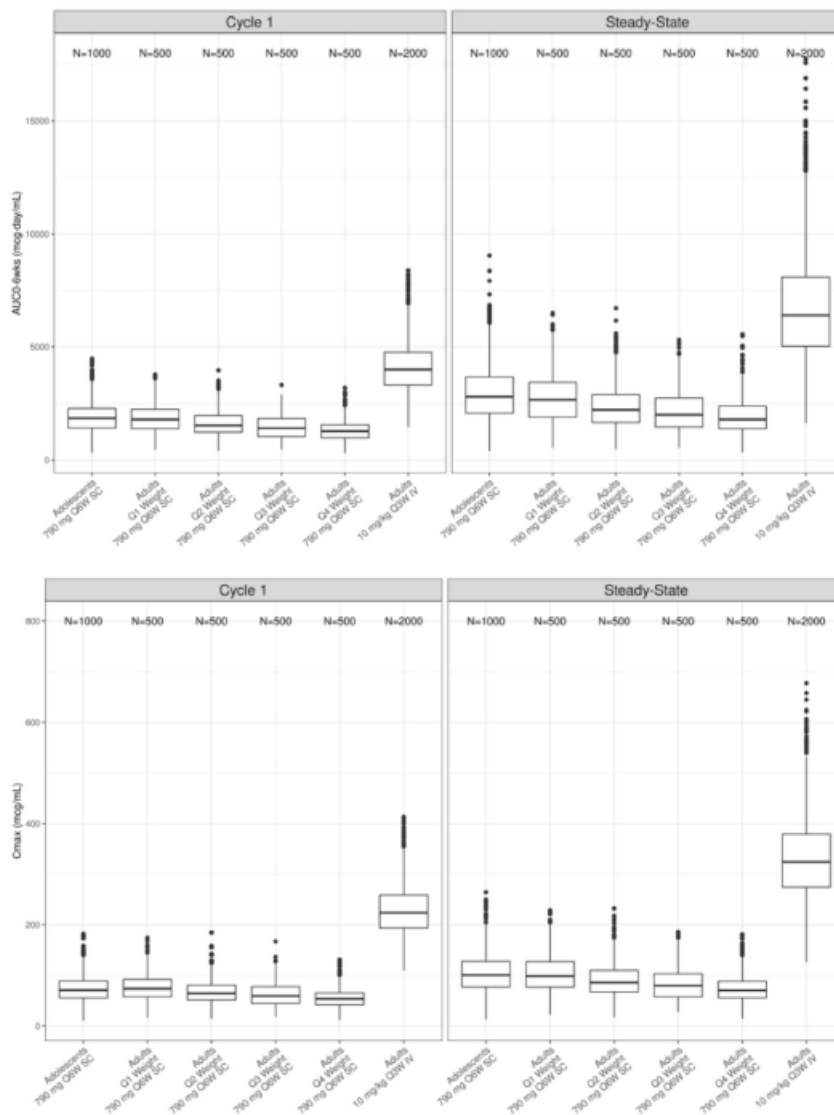 Cycle 1
Steady-State
N=1000 N=500 N=500 N=500 N=500 N=2000
N=1000 N=500 N=500 N=500 N=500 N=2000
AUC0-6wks (mcg·day/mL)
15000
10000
5000
0
Adolescents
790 mg Q6W SC
Adults
Q1 Weight
790 mg Q6W SC
Adults
Q2 Weight
790 mg Q6W SC
Adults
Q3 Weight
790 mg Q6W SC
Adults
Q4 Weight
790 mg Q6W SC
Adults
10 mg/kg Q3W IV
Adolescents
790 mg Q6W SC
Adults
Q1 Weight
790 mg Q6W SC
Adults
Q2 Weight
790 mg Q6W SC
Adults
Q3 Weight
790 mg Q6W SC
Adults
Q4 Weight
790 mg Q6W SC
Adults
10 mg/kg Q3W IV
Cycle 1
Steady-State
N=1000 N=500 N=500 N=500 N=500 N=2000
N=1000 N=500 N=500 N=500 N=500 N=2000
Cmax (mcg/mL)
800
600
400
200
0
Adolescents
790 mg Q6W SC
Adults
Q1 Weight
790 mg Q6W SC
Adults
Q2 Weight
790 mg Q6W SC
Adults
Q3 Weight
790 mg Q6W SC
Adults
Q4 Weight
790 mg Q6W SC
Adults
10 mg/kg Q3W IV
Adolescents
790 mg Q6W SC
Adults
Q1 Weight
790 mg Q6W SC
Adults
Q2 Weight
790 mg Q6W SC
Adults
Q3 Weight
790 mg Q6W SC
Adults
Q4 Weight
790 mg Q6W SC
Adults
10 mg/kg Q3W IV